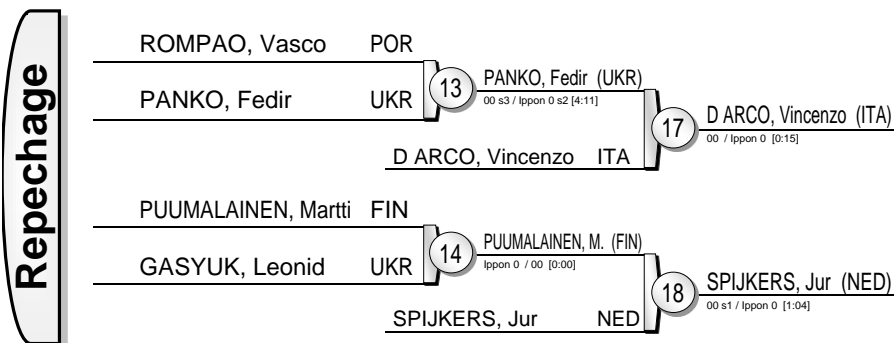 Repechage
ROMPAO, Vasco POR
PANKO, Fedir UKR
13
PANKO, Fedir (UKR)
00 s3 / Ippon 0 s2 [4:11]
D ARCO, Vincenzo ITA
17
D ARCO, Vincenzo (ITA)
00 / Ippon 0 [0:15]
PUUMALAINEN, Martti FIN
GASYUK, Leonid UKR
14
PUUMALAINEN, M. (FIN)
Ippon 0 / 00 [0:00]
SPIJKERS, Jur NED
18
SPIJKERS, Jur (NED)
00 s1 / Ippon 0 [1:04]